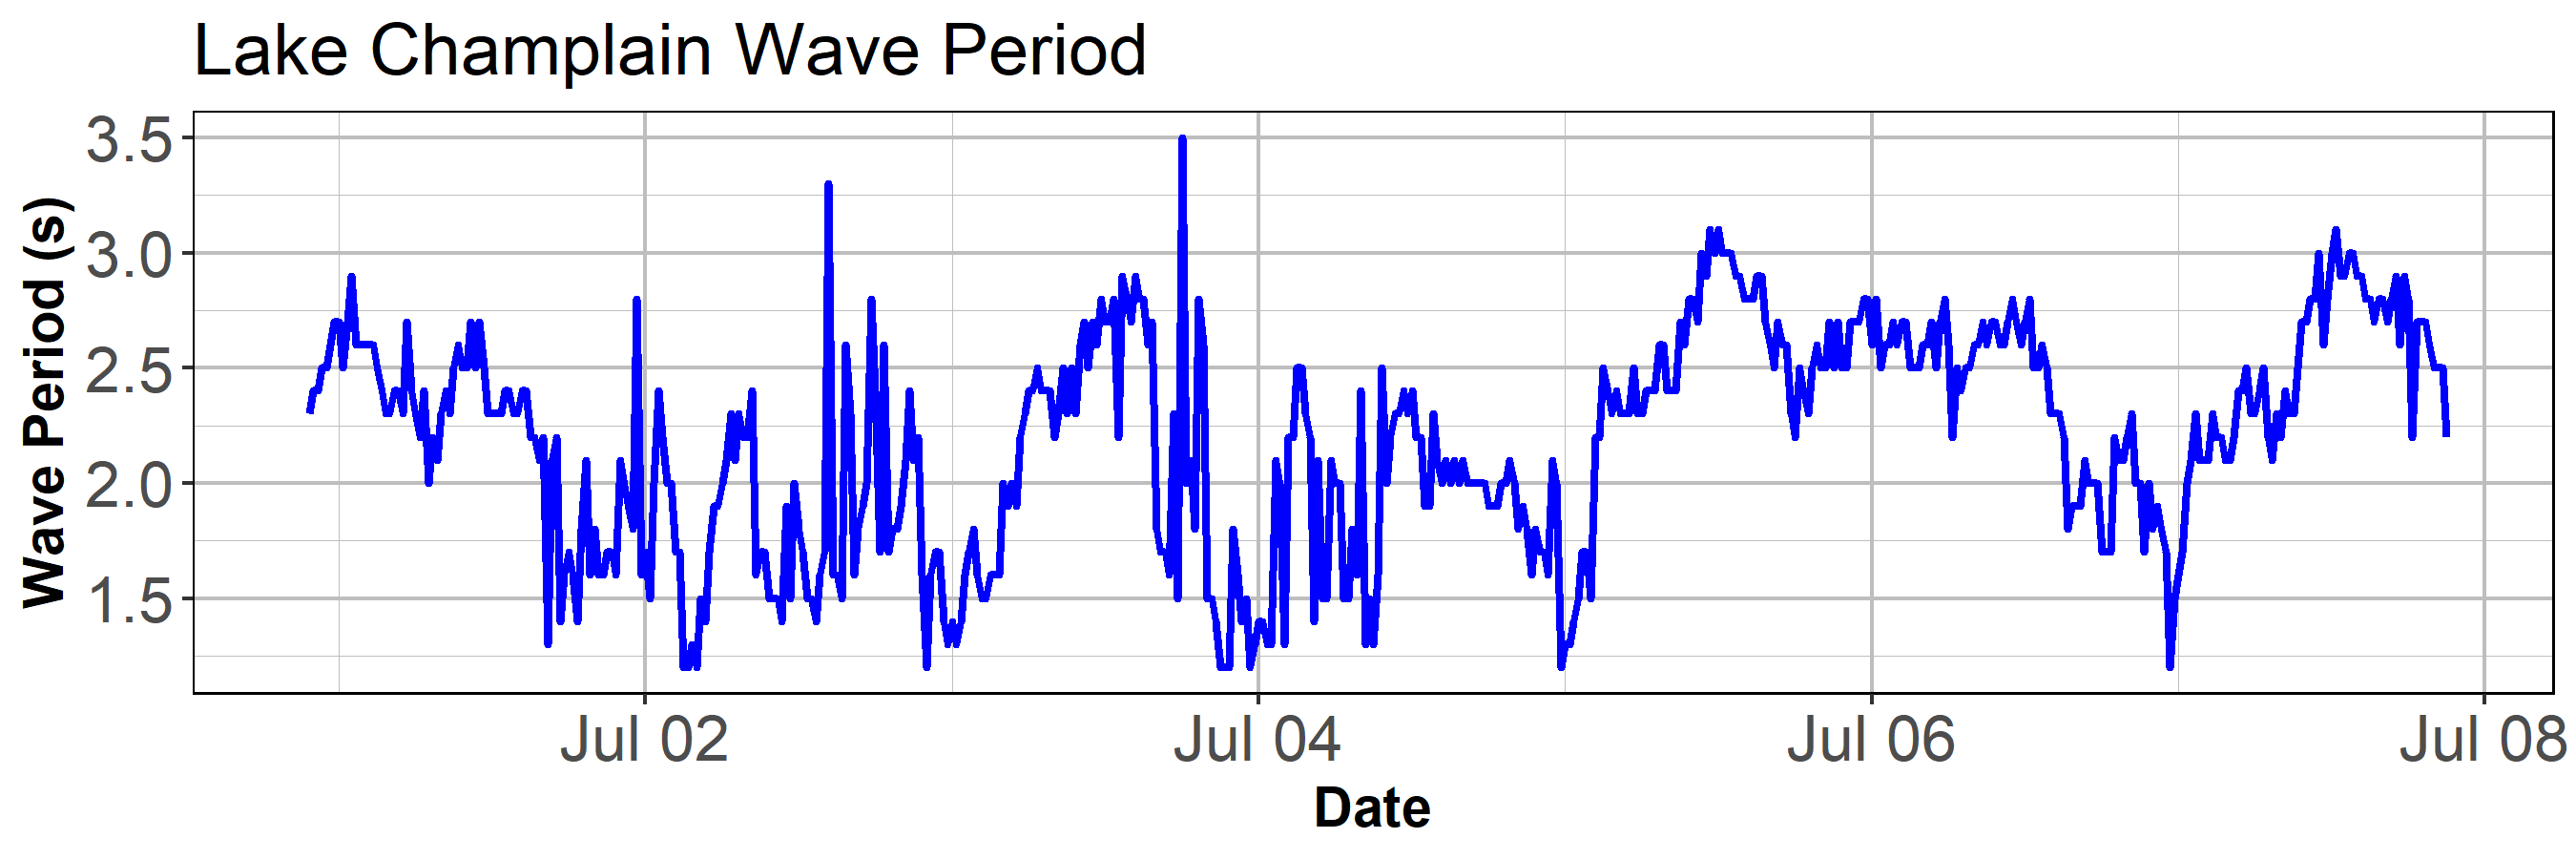 Lake Champlain Wave Period
Wave Period (s)
3.5
3.0
2.5
2.0
1.5
Jul 02
Jul 04
Jul 06
Jul 08
Date